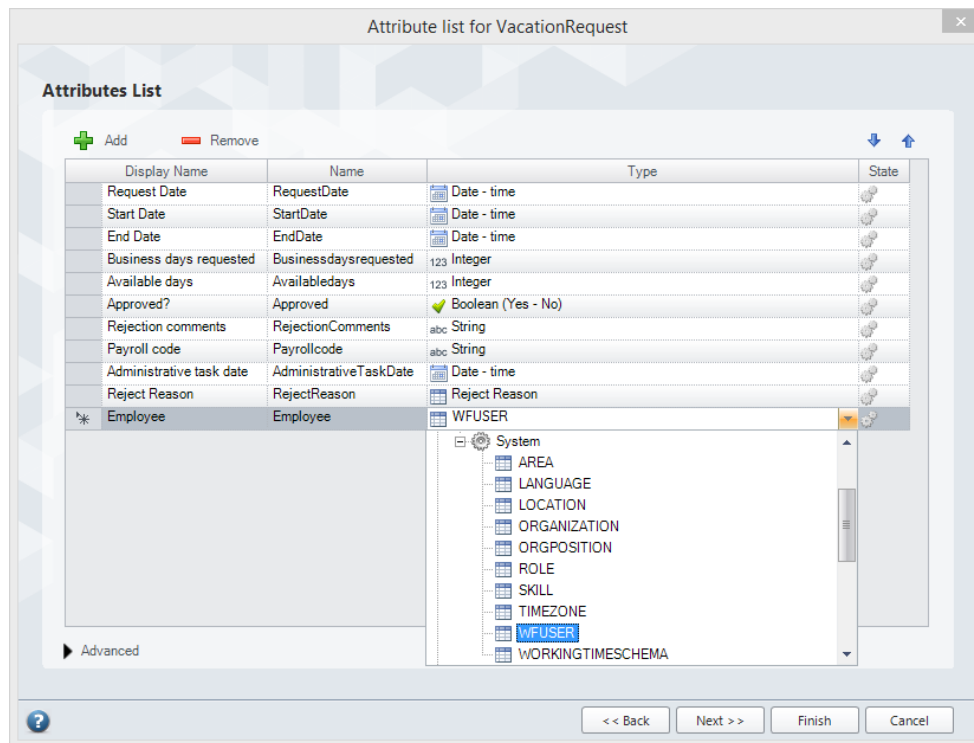 Attribute list for VacationRequest
Attributes List
Add Remove
Display Name Name Type State
Request Date RequestDate Date - time
Start Date StartDate Date - time
End Date EndDate Date - time
Business days requested Businessdaysrequested 123 Integer
Available days Availabledays 123 Integer
Approved? Approved Boolean (Yes - No)
Rejection comments RejectionComments abc String
Payroll code Payrollcode abc String
Administrative task date AdministrativeTaskDate Date - time
Reject Reason RejectReason Reject Reason
Employee Employee WFUSER
System
AREA
LANGUAGE
LOCATION
ORGANIZATION
ORGPOSITION
ROLE
SKILL
TIMEZONE
WFUSER
WORKINGTIMESCHEMA
Advanced
<< Back Next >> Finish Cancel